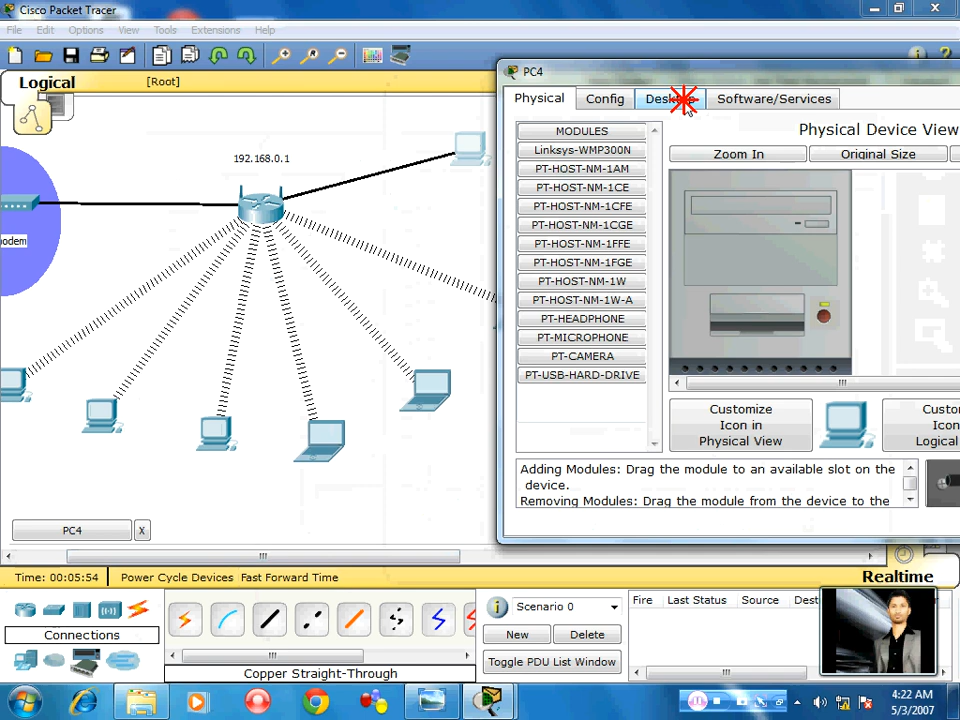 Cisco Packet Tracer
File Edit Options View Tools Extensions Help
Logical
[Root]
PC4
Physical Config Desktop Software/Services
MODULES
Linksys-WMP300N
PT-HOST-NM-1AM
PT-HOST-NM-1CE
PT-HOST-NM-1CFE
PT-HOST-NM-1CGE
PT-HOST-NM-1FFE
PT-HOST-NM-1FGE
PT-HOST-NM-1W
PT-HOST-NM-1W-A
PT-HEADPHONE
PT-MICROPHONE
PT-CAMERA
PT-USB-HARD-DRIVE
Physical Device View
Zoom In Original Size
Customize
Icon in
Physical View
Custo
Icon
Logical
Adding Modules: Drag the module to an available slot on the
device.
Removing Modules: Drag the module from the device to the
192.168.0.1
odem
PC4 X
Time: 00:05:54 Power Cycle Devices Fast Forward Time
Realtime
Connections
Copper Straight-Through
Scenario 0
New Delete
Toggle PDU List Window
Fire Last Status Source Dest
4:22 AM
5/3/2007